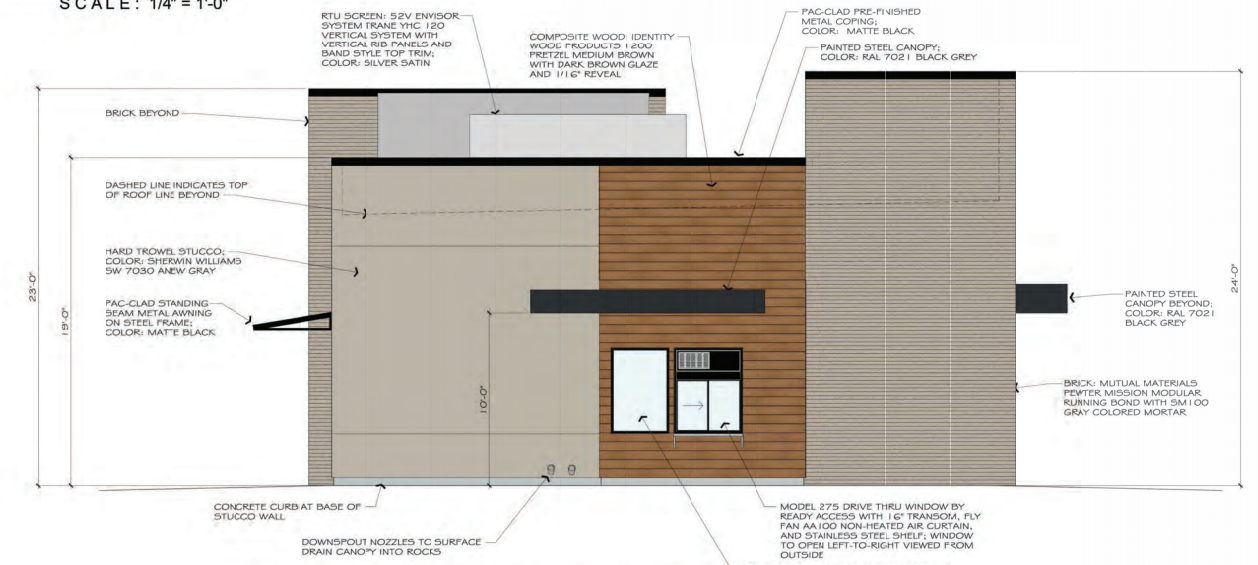 SCALE: 1/4" = 1'-0"
RTU SCREEN: 52V ENVISOR
SYSTEM TRANE YHC 120
VERTICAL SYSTEM WITH
VERTICAL RIB PANELS AND
BAND STYLE TOP TRIM;
COLOR: SILVER SATIN
COMPOSITE WOOD: IDENTITY
WOOD PRODUCTS 1200
PRETZEL MEDIUM BROWN
WITH DARK BROWN GLAZE
AND 1/16" REVEAL
PAC-CLAD PRE-FINISHED
METAL COPING;
COLOR: MATTE BLACK
PAINTED STEEL CANOPY;
COLOR: RAL 7021 BLACK GREY
BRICK BEYOND
DASHED LINE INDICATES TOP
OF ROOF LINE BEYOND
HARD TROWEL STUCCO;
COLOR: SHERWIN WILLIAMS
SW 7030 ANEW GRAY
PAC-CLAD STANDING
SEAM METAL AWNING
ON STEEL FRAME;
COLOR: MATTE BLACK
23'-0"
19'-0"
10'-0"
24'-0"
PAINTED STEEL
CANOPY BEYOND;
COLOR: RAL 7021
BLACK GREY
BRICK: MUTUAL MATERIALS
PEWTER MISSION MODULAR
RUNNING BOND WITH SM100
GRAY COLORED MORTAR
CONCRETE CURB AT BASE OF
STUCCO WALL
DOWNSPOUT NOZZLES TO SURFACE
DRAIN CANOPY INTO ROCKS
MODEL 275 DRIVE THRU WINDOW BY
READY ACCESS WITH 16" TRANSOM, FLY
FAN AA100 NON-HEATED AIR CURTAIN,
AND STAINLESS STEEL SHELF; WINDOW
TO OPEN LEFT-TO-RIGHT VIEWED FROM
OUTSIDE